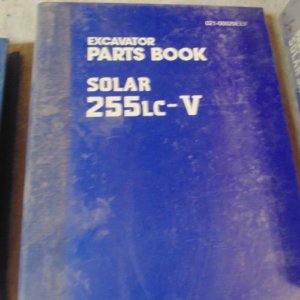 EXCAVATOR
PARTS BOOK
SOLAR
255LC-V